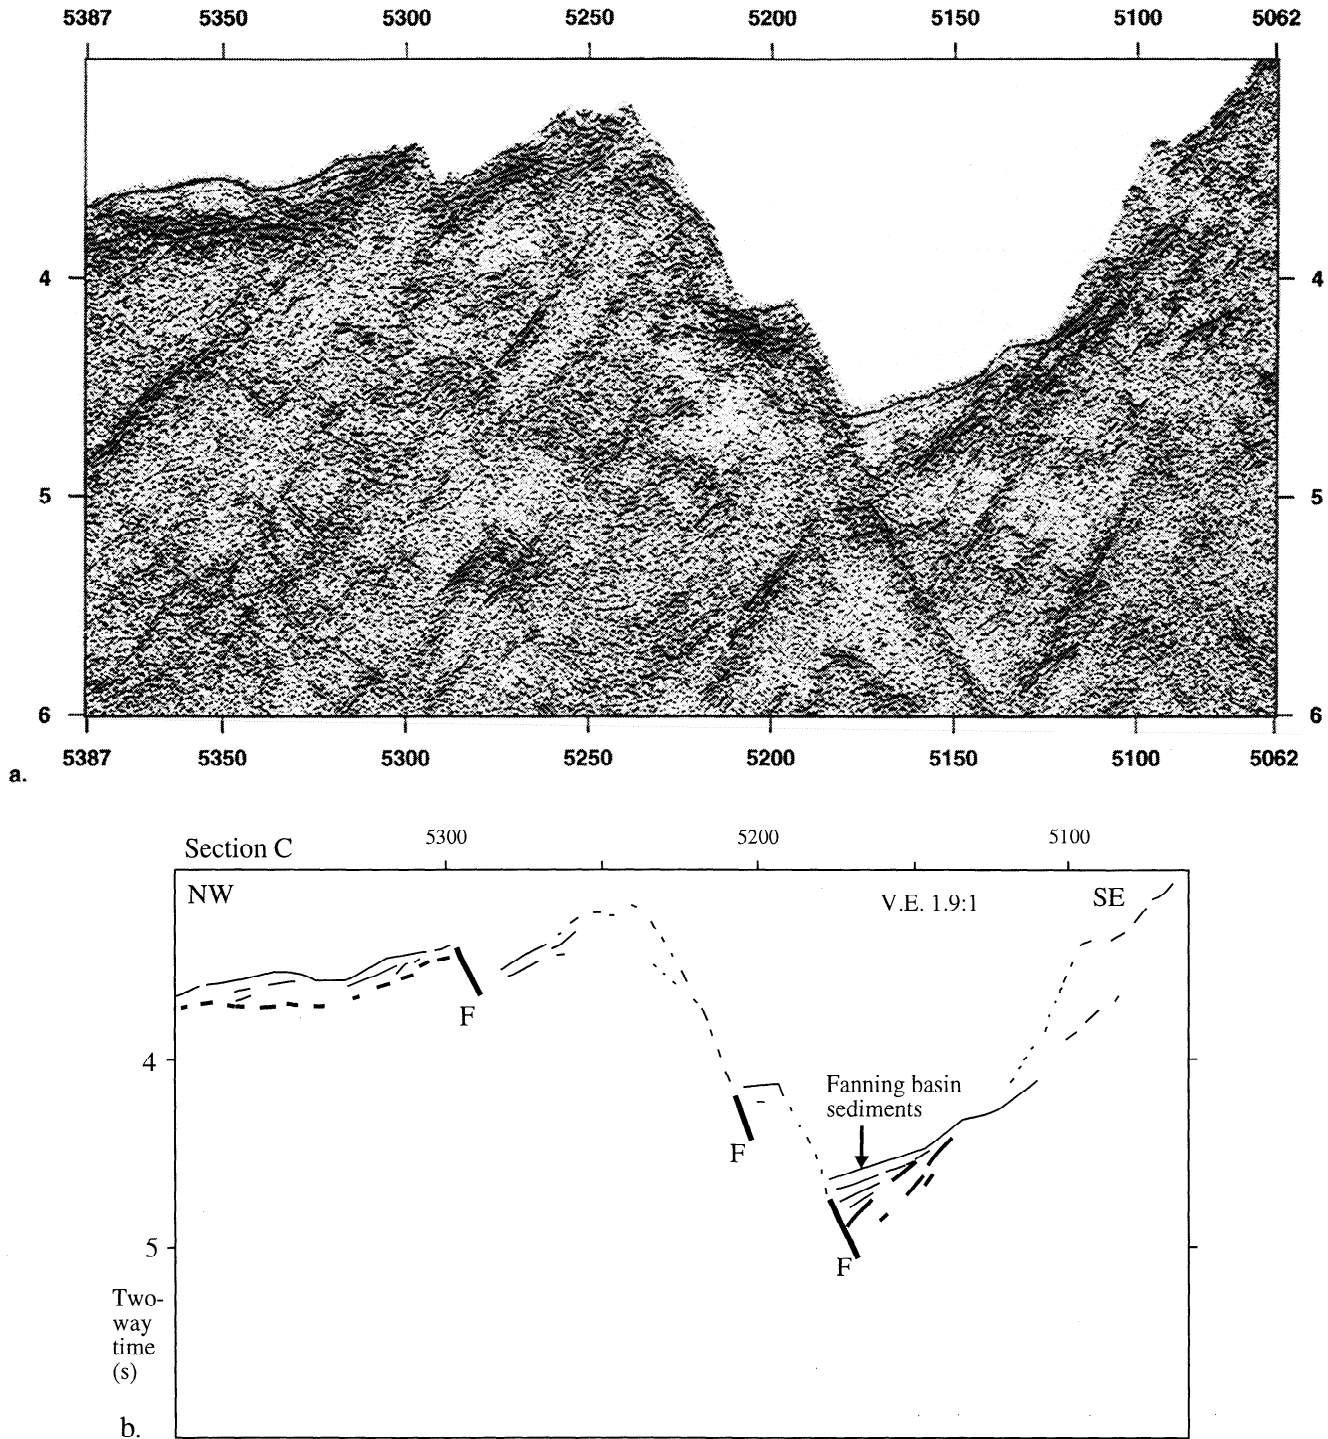 5387 5350 5300 5250 5200 5150 5100 5062
4 4
5 5
6 6
5387 5350 5300 5250 5200 5150 5100 5062
a.
Section C 5300 5200 5100
NW V.E. 1.9:1 SE
F
4
Fanning basin
sediments
F
5
F
Two-
way
time
(s)
b.